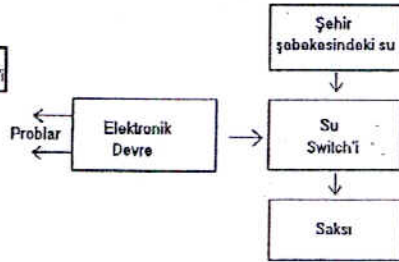 Şehir
şebekesindeki su
Problar
Elektronik
Devre
Su
Switch'i
Saksı